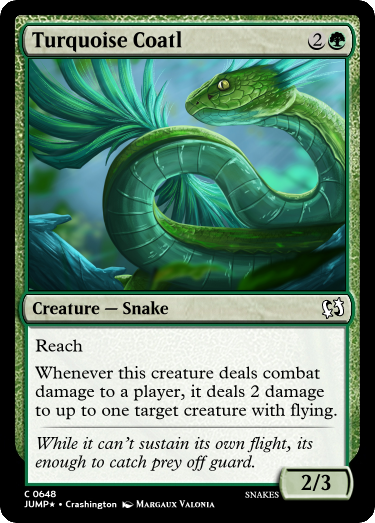 Turquoise Coatl 2
Creature — Snake
Reach
Whenever this creature deals combat
damage to a player, it deals 2 damage
to up to one target creature with flying.
While it can't sustain its own flight, its
enough to catch prey off guard.
2/3
C 0648 SNAKES
JUMP★ • Crashington MARGAUX VALONIA